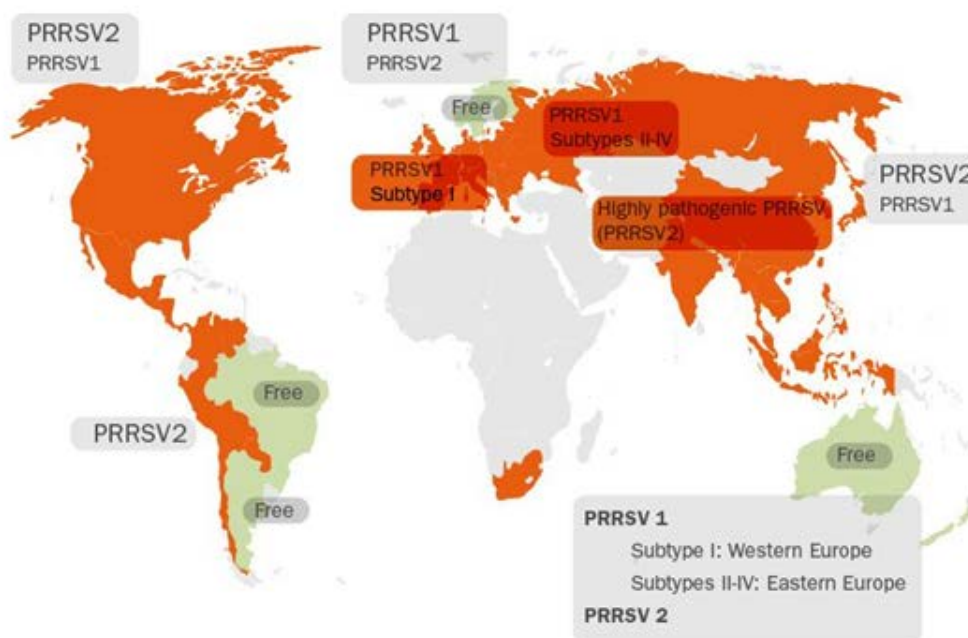 PRRSV2
PRRSV1
PRRSV1
PRRSV2
Free
PRRSV1
Subtypes II-IV
PRRSV1
Subtype I
PRRSV2
PRRSV1
Highly pathogenic PRRSV
(PRRSV2)
Free
PRRSV2
Free
Free
PRRSV 1
Subtype I: Western Europe
Subtypes II-IV: Eastern Europe
PRRSV 2